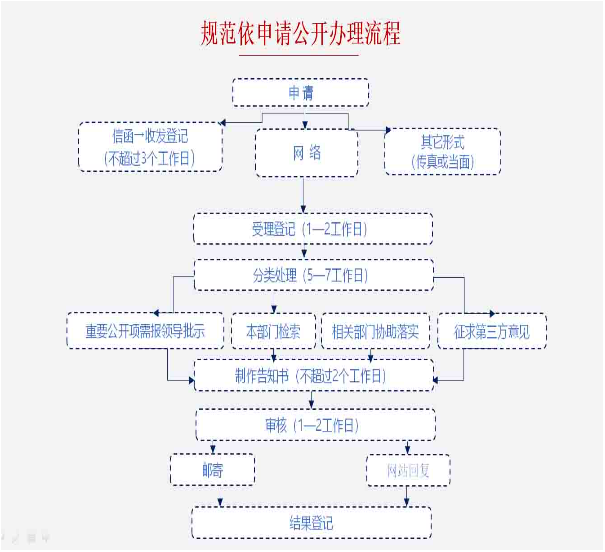 规范依申请公开办理流程
申 请
信函→收发登记
(不超过3个工作日)
网 络
其它形式
(传真或当面)
受理登记(1—2工作日)
分类处理(5—7工作日)
重要公开项需报领导批示
本部门检索
相关部门协助落实
征求第三方意见
制作告知书(不超过2个工作日)
审核(1—2工作日)
邮寄
网站回复
结果登记